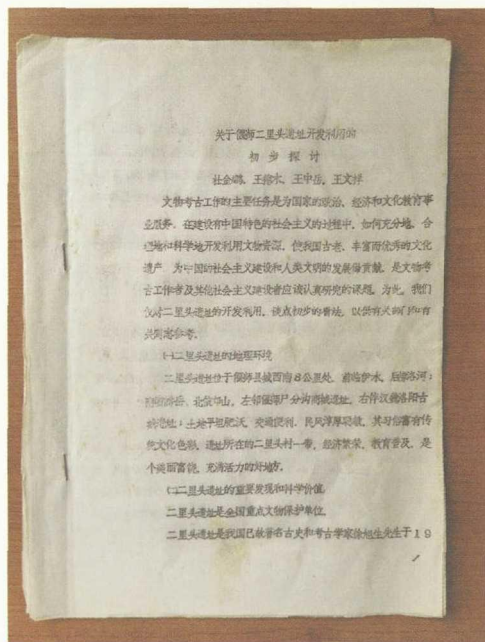 关于偃师二里头遗址开发利用的
初步探讨
杜金鹏、王 水、王中岳、王文祥
文物考古工作的主要任务是为国家的政治、经济和文化教育事
业服务。在建设有中国特色的社会主义的过程中，如何充分地、合
理地和科学地开发利用文物资源，使我国古老、丰富而优秀的文化
遗产，为中国的社会主义建设和人类文明的发展做贡献，是文物考
古工作者及其他社会主义建设者应该认真研究的课题。为此，我们
仅对二里头遗址的开发利用，谈点初步的看法，以供有关部门和有
关同志参考。
㈠二里头遗址的地理环境
二里头遗址位于偃师县城西南8公里处，前临伊水，后靠洛河；
北依邙山，左邻偃师尸乡沟商城遗址，右伴汉魏洛阳古
城遗址；土地平坦肥沃，交通便利，民风淳厚，其习俗富有传
统文化色彩，遗址所在的二里头村一带，经济繁荣，教育普及，是
个美丽富饶，充满活力的好地方。
㈡二里头遗址的重要发现和科学价值
二里头遗址是全国重点文物保护单位。
二里头遗址是我国已故著名古史和考古学家徐旭生先生于19
1